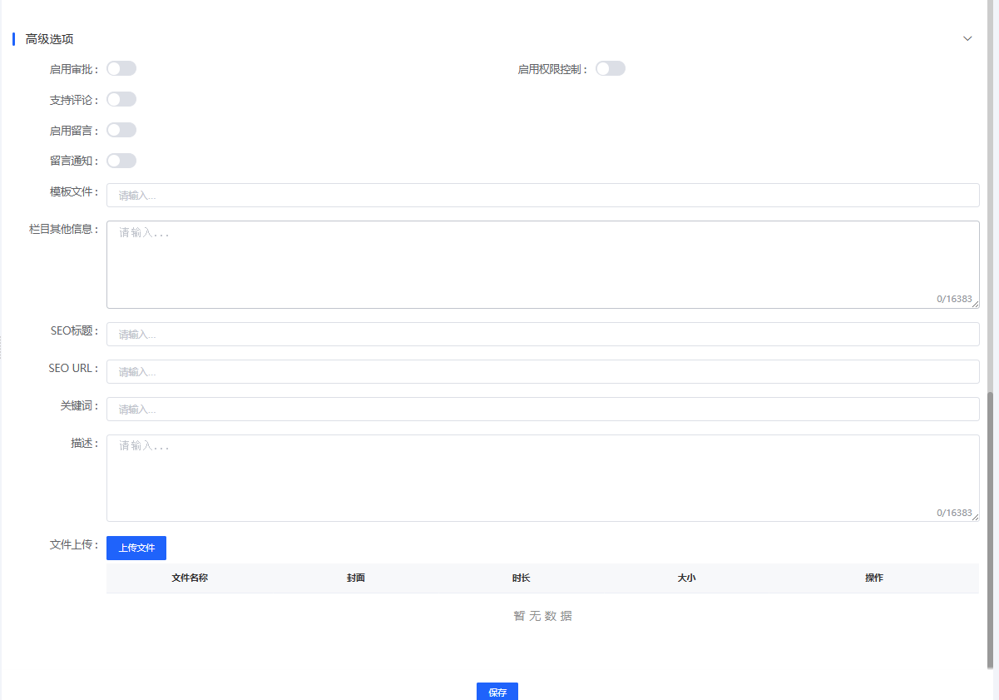 高级选项
启用审批： 启用权限控制：
支持评论：
启用留言：
留言通知：
模板文件： 请输入...
栏目其他信息： 请输入...
0/16383
SEO标题： 请输入...
SEO URL： 请输入...
关键词： 请输入...
描述： 请输入...
0/16383
文件上传： 上传文件
文件名称 封面 时长 大小 操作
暂无数据
保存